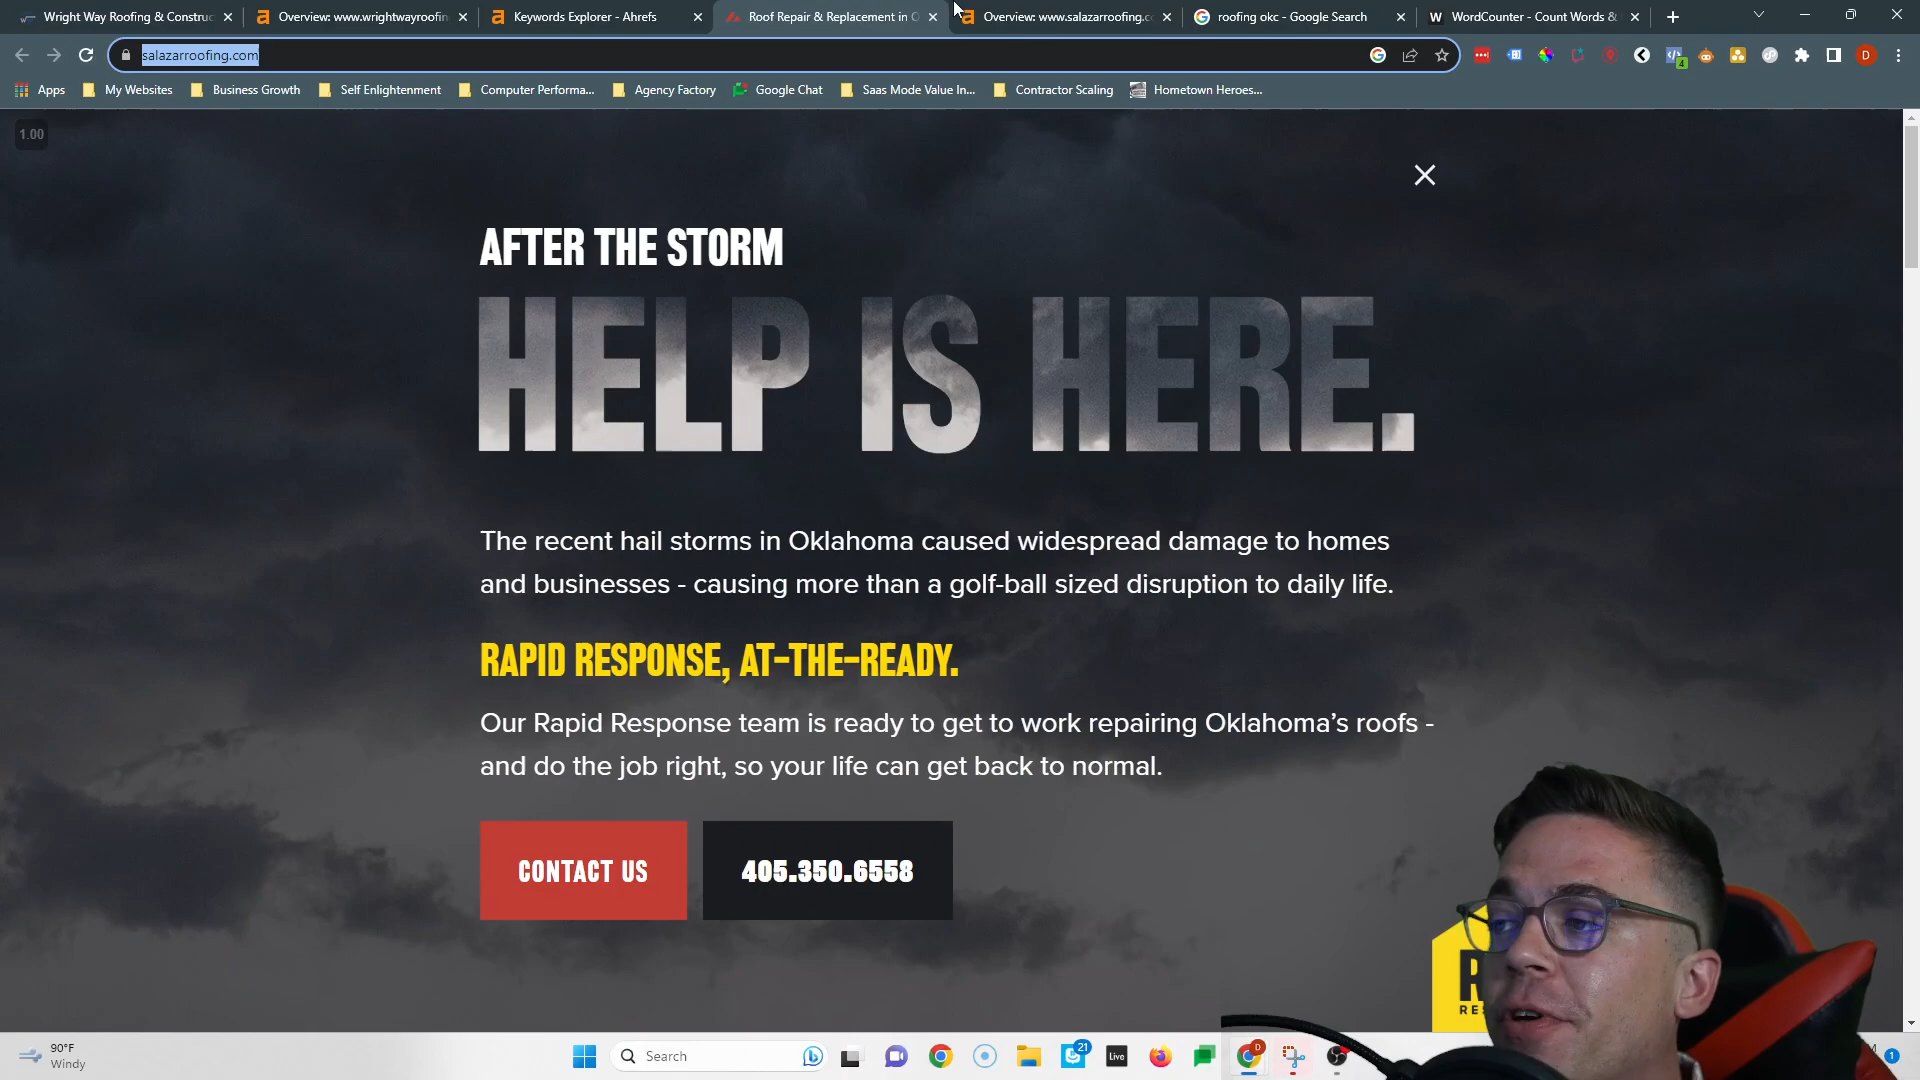 Wright Way Roofing & Construc
Overview: www.wrightwayroofin
Keywords Explorer - Ahrefs
Roof Repair & Replacement in O
Overview: www.salazarroofing.co
roofing okc - Google Search
WordCounter - Count Words &
salazarroofing.com
4
D
Apps
My Websites
Business Growth
Self Enlightenment
Computer Performa...
Agency Factory
Google Chat
Saas Mode Value In...
Contractor Scaling
Hometown Heroes...
1.00
AFTER THE STORM
HELP IS HERE.
The recent hail storms in Oklahoma caused widespread damage to homes
and businesses - causing more than a golf-ball sized disruption to daily life.
RAPID RESPONSE, AT-THE-READY.
Our Rapid Response team is ready to get to work repairing Oklahoma’s roofs -
and do the job right, so your life can get back to normal.
CONTACT US
405.350.6558
90°F
Windy
Search
21
Live
D
1